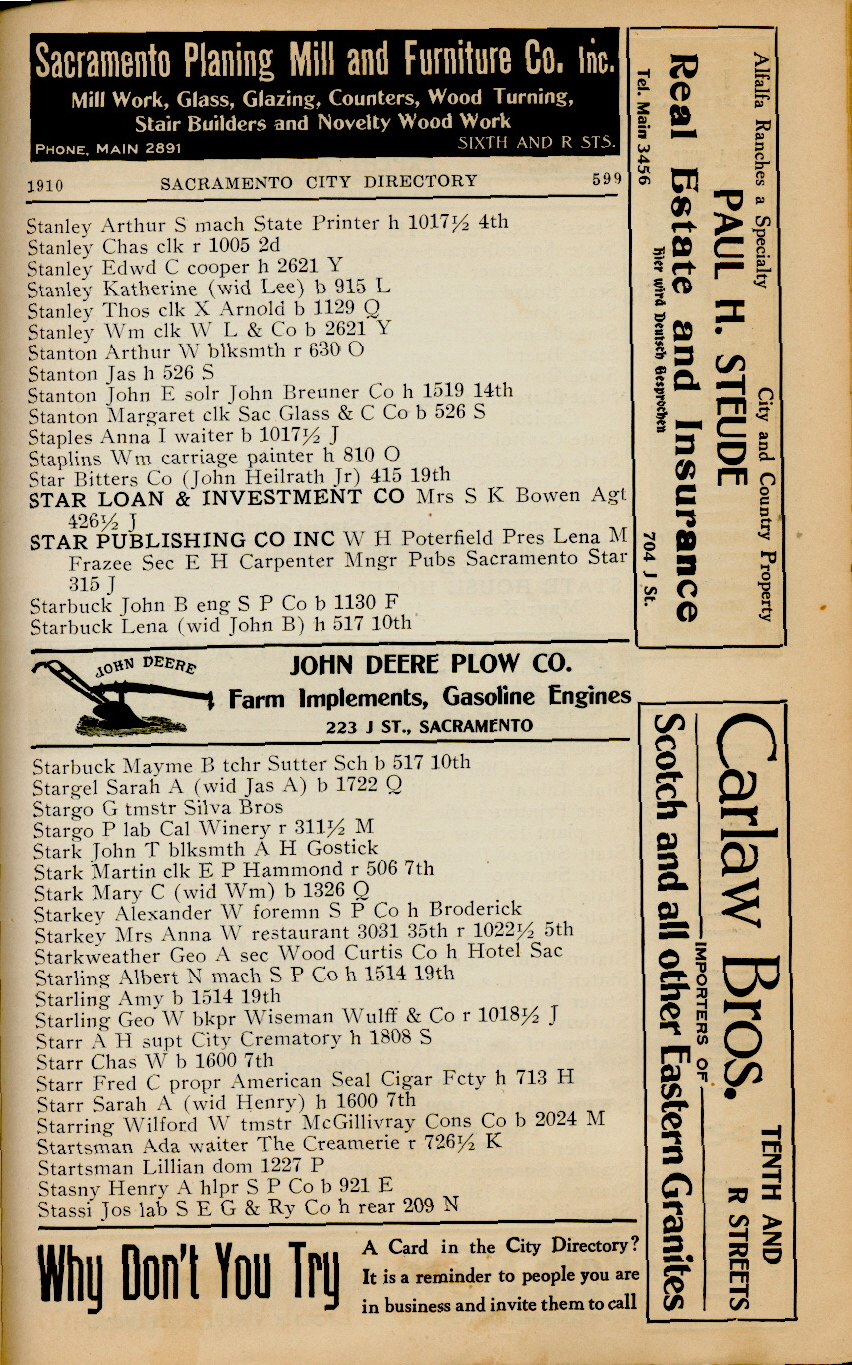 Sacramento Planing Mill and Furniture Co. Inc.
Mill Work, Glass, Glazing, Counters, Wood Turning,
Stair Builders and Novelty Wood Work
PHONE, MAIN 2891 SIXTH AND R STS.
1910 SACRAMENTO CITY DIRECTORY 599
Stanley Arthur S mach State Printer h 1017½ 4th
Stanley Chas clk r 1005 2d
Stanley Edwd C cooper h 2621 Y
Stanley Katherine (wid Lee) b 915 L
Stanley Thos clk X Arnold b 1129 Q
Stanley Wm clk W L & Co b 2621 Y
Stanton Arthur W blksmth r 630 O
Stanton Jas h 526 S
Stanton John E solr John Breuner Co h 1519 14th
Stanton Margaret clk Sac Glass & C Co b 526 S
Staples Anna I waiter b 1017½ J
Staplins Wm carriage painter h 810 O
Star Bitters Co (John Heilrath Jr) 415 19th
STAR LOAN & INVESTMENT CO Mrs S K Bowen Agt
426½ J
STAR PUBLISHING CO INC W H Poterfield Pres Lena M
Frazee Sec E H Carpenter Mngr Pubs Sacramento Star
315 J
Starbuck John B eng S P Co b 1130 F
Starbuck Lena (wid John B) h 517 10th
JOHN DEERE
JOHN DEERE PLOW CO.
Farm Implements, Gasoline Engines
223 J ST., SACRAMENTO
Starbuck Mayme B tchr Sutter Sch b 517 10th
Stargel Sarah A (wid Jas A) b 1722 Q
Stargo G tmstr Silva Bros
Stargo P lab Cal Winery r 311½ M
Stark John T blksmth A H Gostick
Stark Martin clk E P Hammond r 506 7th
Stark Mary C (wid Wm) b 1326 Q
Starkey Alexander W foremn S P Co h Broderick
Starkey Mrs Anna W restaurant 3031 35th r 1022½ 5th
Starkweather Geo A sec Wood Curtis Co h Hotel Sac
Starling Albert N mach S P Co h 1514 19th
Starling Amy b 1514 19th
Starling Geo W bkpr Wiseman Wulff & Co r 1018½ J
Starr A H supt City Crematory h 1808 S
Starr Chas W b 1600 7th
Starr Fred C propr American Seal Cigar Fcty h 713 H
Starr Sarah A (wid Henry) h 1600 7th
Starring Wilford W tmstr McGillivray Cons Co b 2024 M
Startsman Ada waiter The Creamerie r 726½ K
Startsman Lillian dom 1227 P
Stasny Henry A hlpr S P Co b 921 E
Stassi Jos lab S E G & Ry Co h rear 209 N
Why Don't You Try
A Card in the City Directory?
It is a reminder to people you are
in business and invite them to call
Alfalfa Ranches a Specialty City and Country Property
PAUL H. STEUDE
Real Estate and Insurance
Hier wird Deutsch Gesprochen
Tel. Main 3456 704 J St.
Carlaw Bros. TENTH AND
R STREETS
IMPORTERS OF
Scotch and all other Eastern Granites